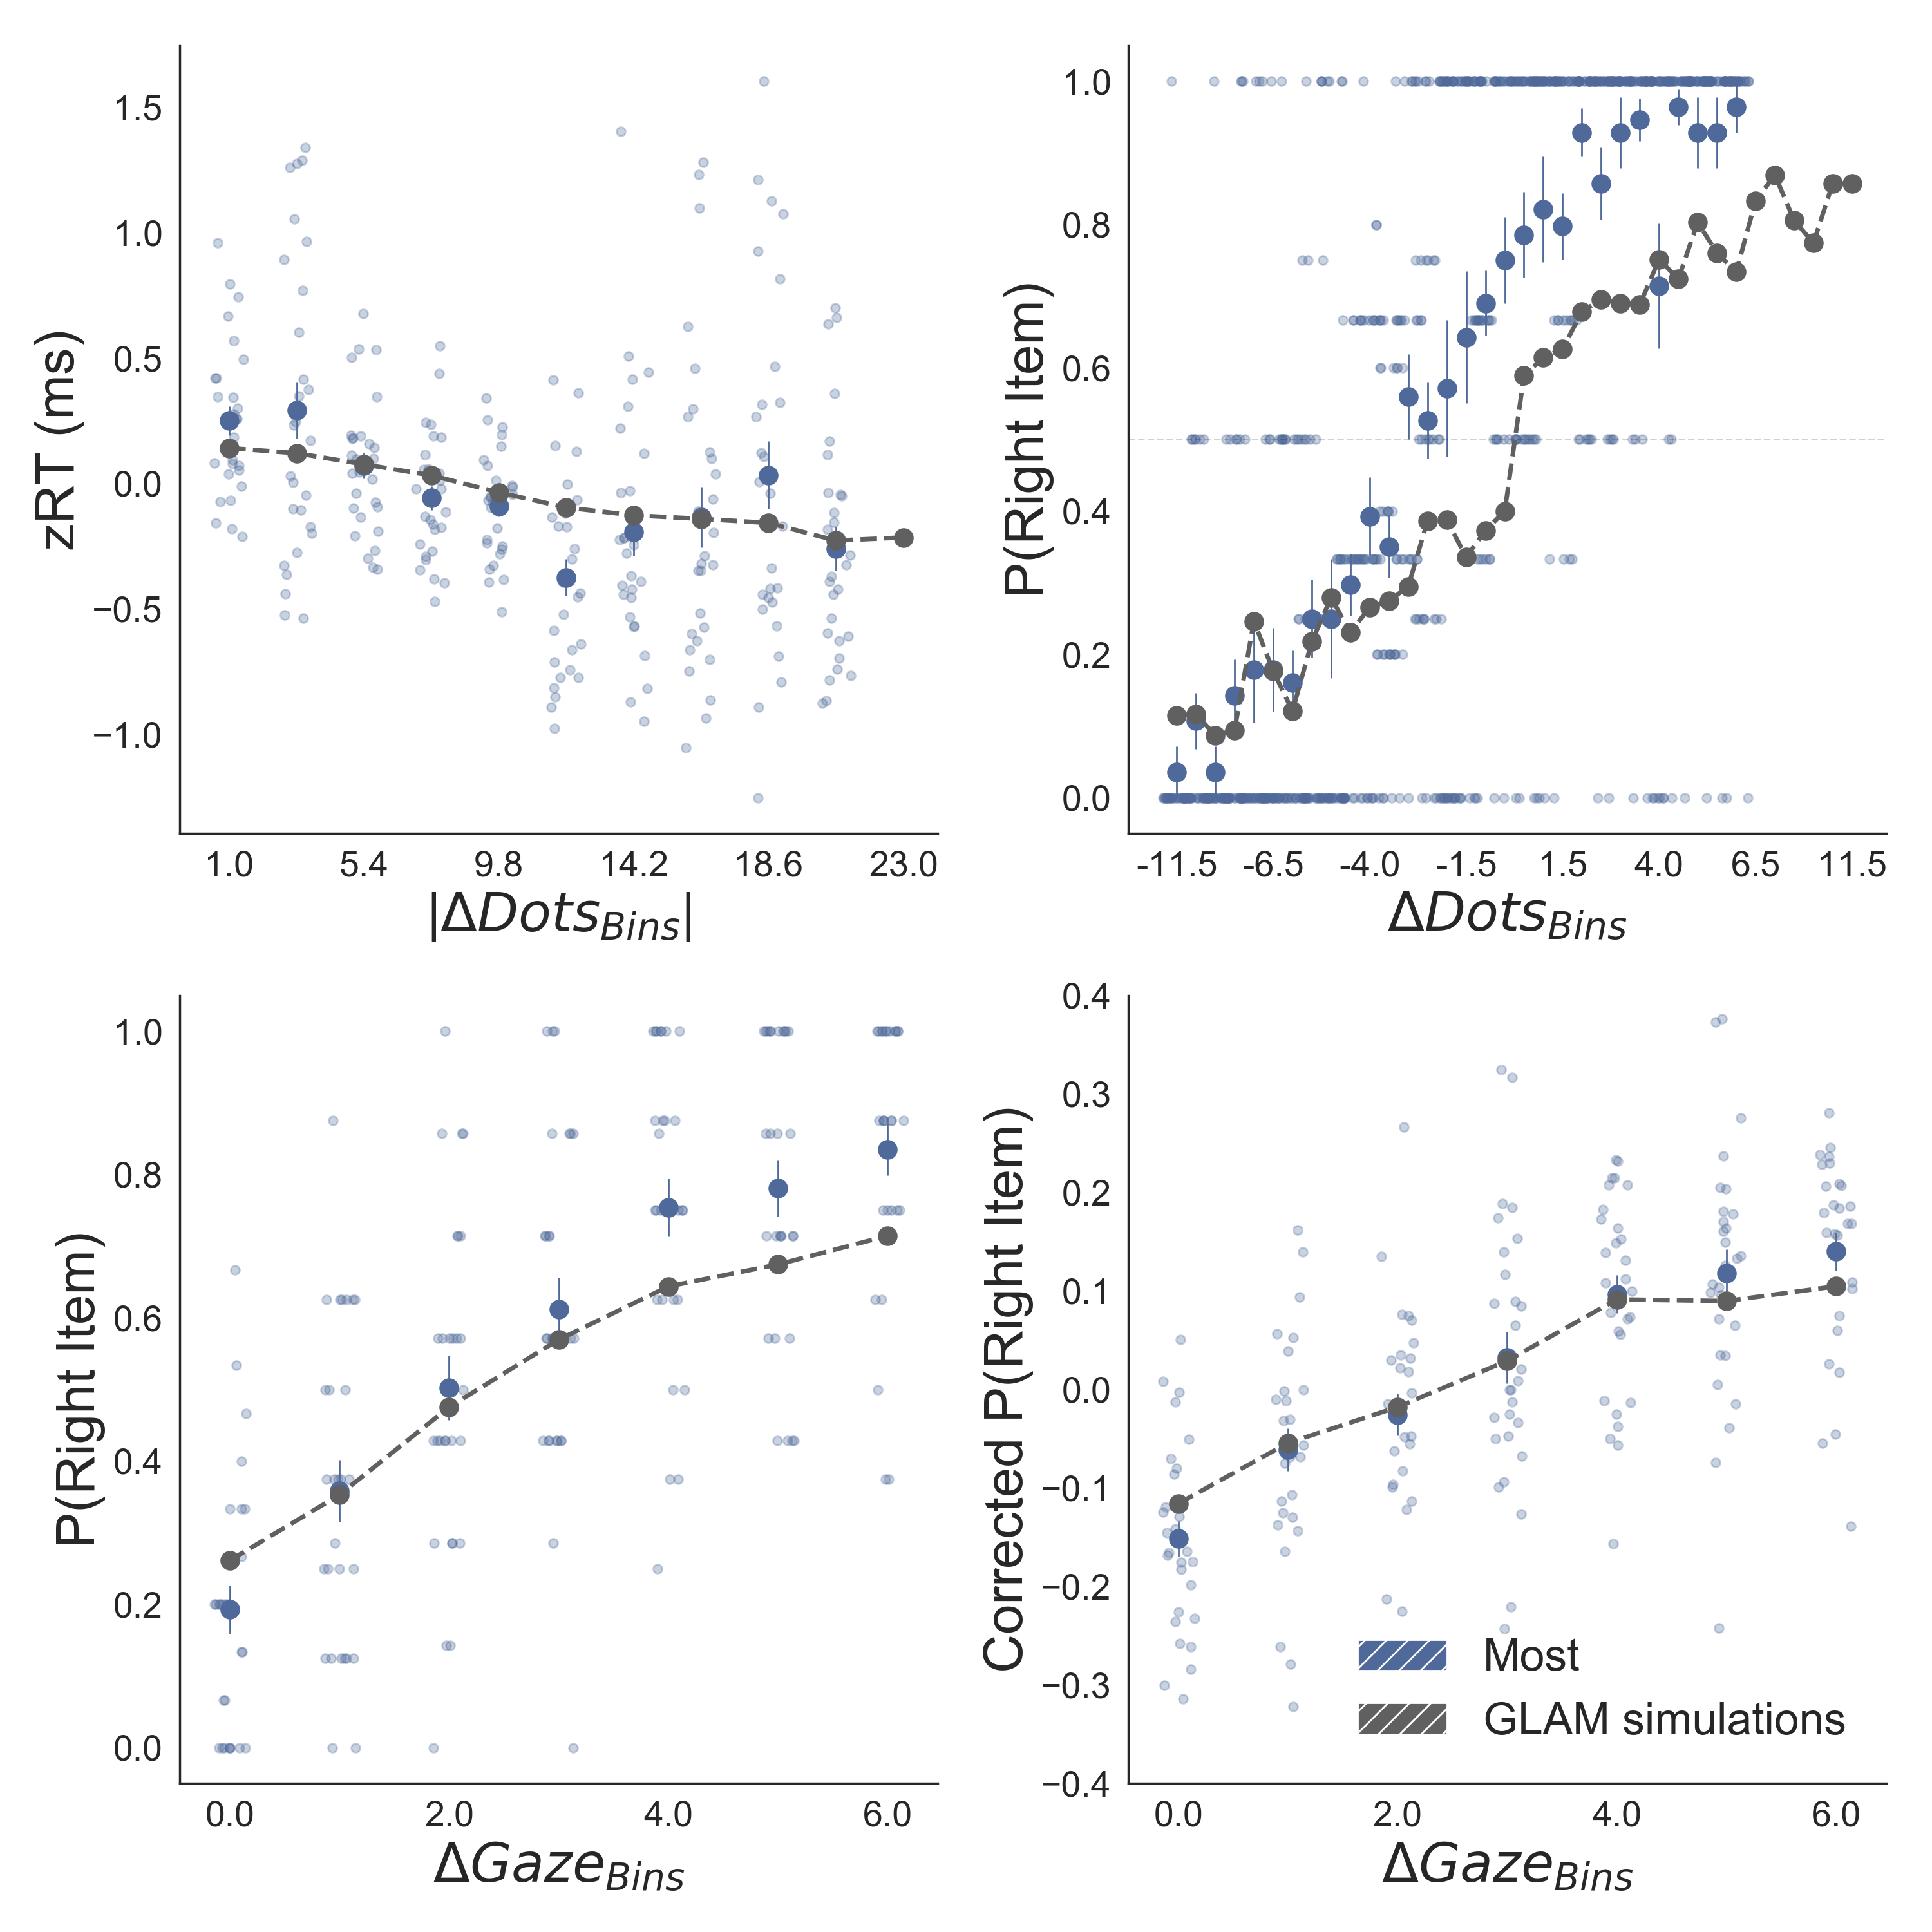 1.5
1.0
0.5
0.0
−0.5
−1.0
zRT (ms)
1.0 5.4 9.8 14.2 18.6 23.0
|ΔDots_Bins|
1.0
0.8
0.6
0.4
0.2
0.0
P(Right Item)
-11.5 -6.5 -4.0 -1.5 1.5 4.0 6.5 11.5
ΔDots_Bins
1.0
0.8
0.6
0.4
0.2
0.0
P(Right Item)
0.0 2.0 4.0 6.0
ΔGaze_Bins
0.4
0.3
0.2
0.1
0.0
−0.1
−0.2
−0.3
−0.4
Corrected P(Right Item)
Most
GLAM simulations
0.0 2.0 4.0 6.0
ΔGaze_Bins